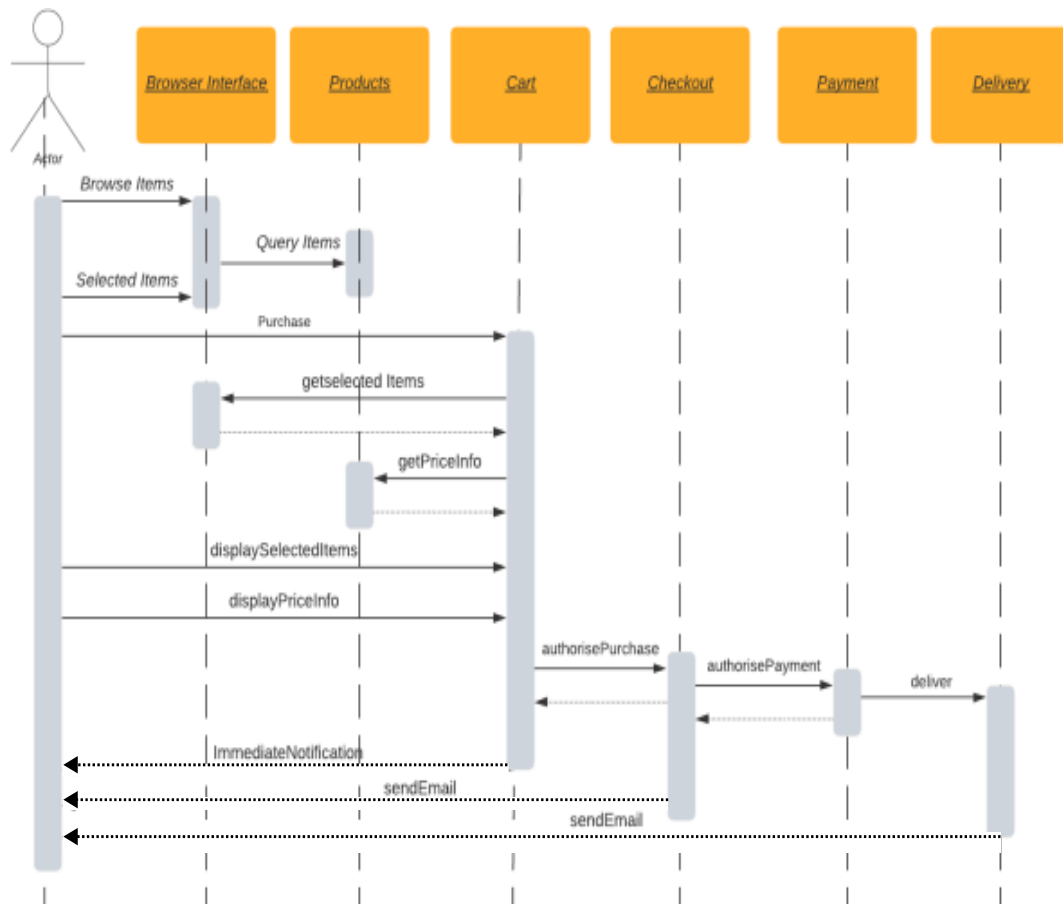 Browser Interface
Products
Cart
Checkout
Payment
Delivery
Actor
Browse Items
Query Items
Selected Items
Purchase
getselected Items
getPriceInfo
displaySelectedItems
displayPriceInfo
authorisePurchase
authorisePayment
deliver
ImmediateNotification
sendEmail
sendEmail